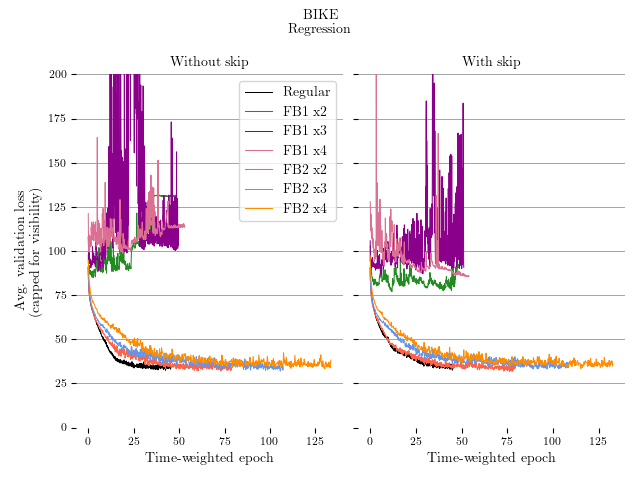 BIKE
Regression
Without skip
With skip
Avg. validation loss
(capped for visibility)
200
175
150
125
100
75
50
25
0
Regular
FB1 x2
FB1 x3
FB1 x4
FB2 x2
FB2 x3
FB2 x4
0 25 50 75 100 125
0 25 50 75 100 125
Time-weighted epoch
Time-weighted epoch